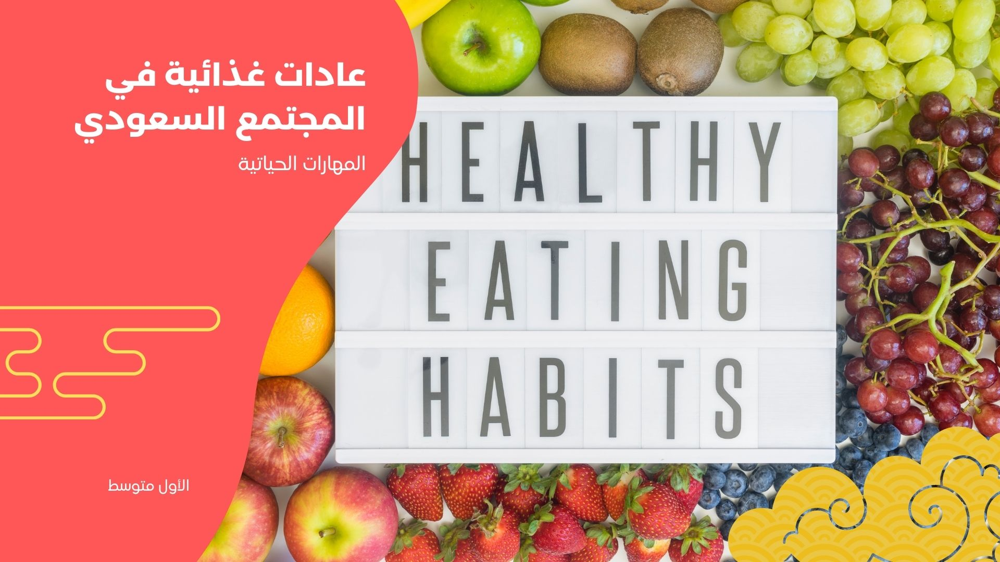 عادات غذائية في
المجتمع السعودي
المهارات الحياتية
HEALTHY
EATING
HABITS
الأول متوسط